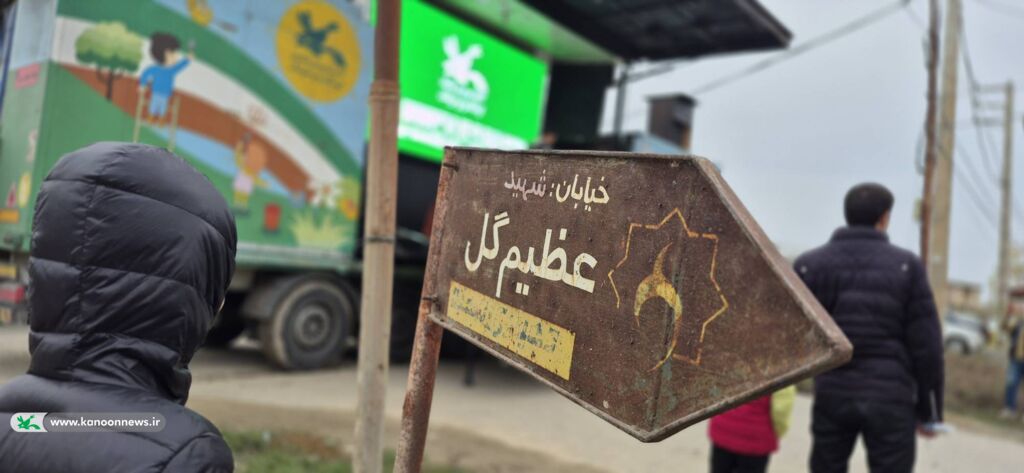 خیابان: شهید
عظیم گل
www.kanoonnews.ir